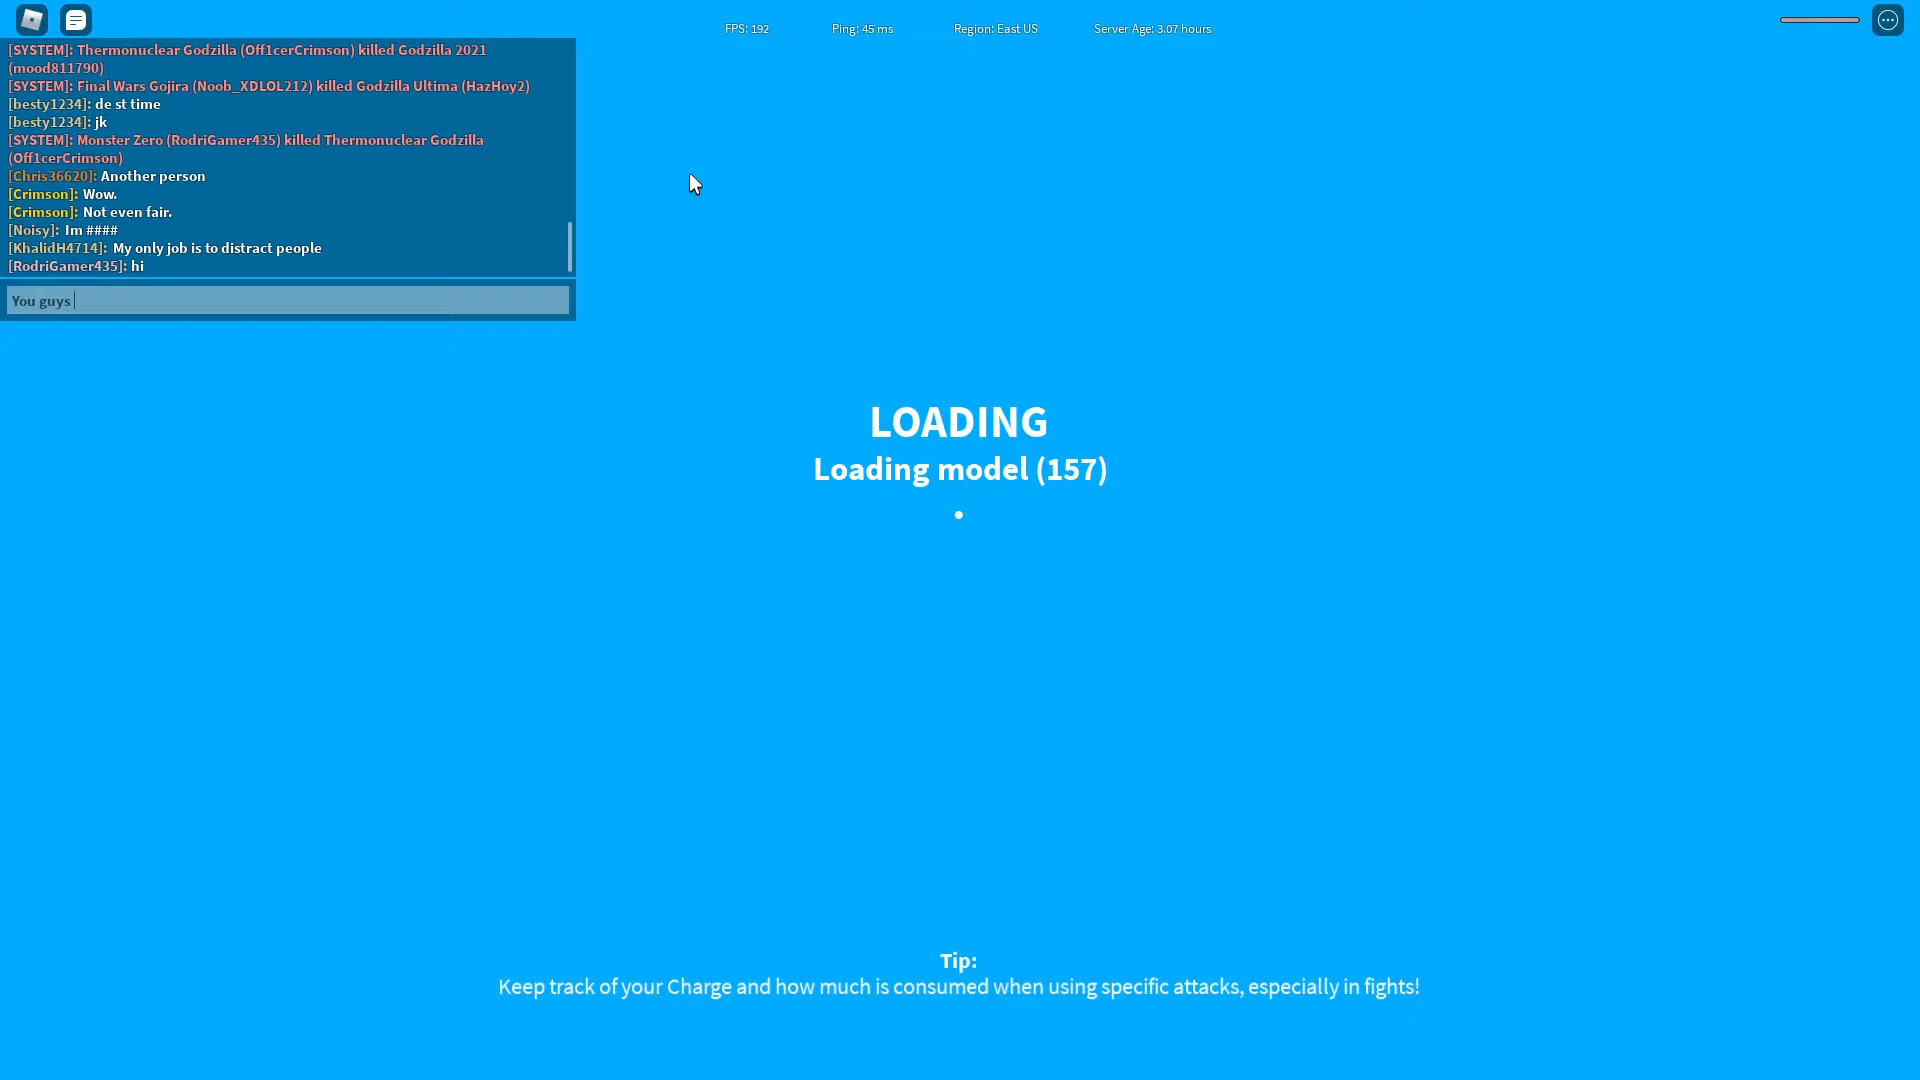 FPS: 192 Ping: 45 ms Region: East US Server Age: 3.07 hours
[SYSTEM]: Thermonuclear Godzilla (Off1cerCrimson) killed Godzilla 2021
(mood811790)
[SYSTEM]: Final Wars Gojira (Noob_XDLOL212) killed Godzilla Ultima (HazHoy2)
[besty1234]: de st time
[besty1234]: jk
[SYSTEM]: Monster Zero (RodriGamer435) killed Thermonuclear Godzilla
(Off1cerCrimson)
[Chris36620]: Another person
[Crimson]: Wow.
[Crimson]: Not even fair.
[Noisy]: Im ####
[KhalidH4714]: My only job is to distract people
[RodriGamer435]: hi
You guys
LOADING
Loading model (157)
Tip:
Keep track of your Charge and how much is consumed when using specific attacks, especially in fights!